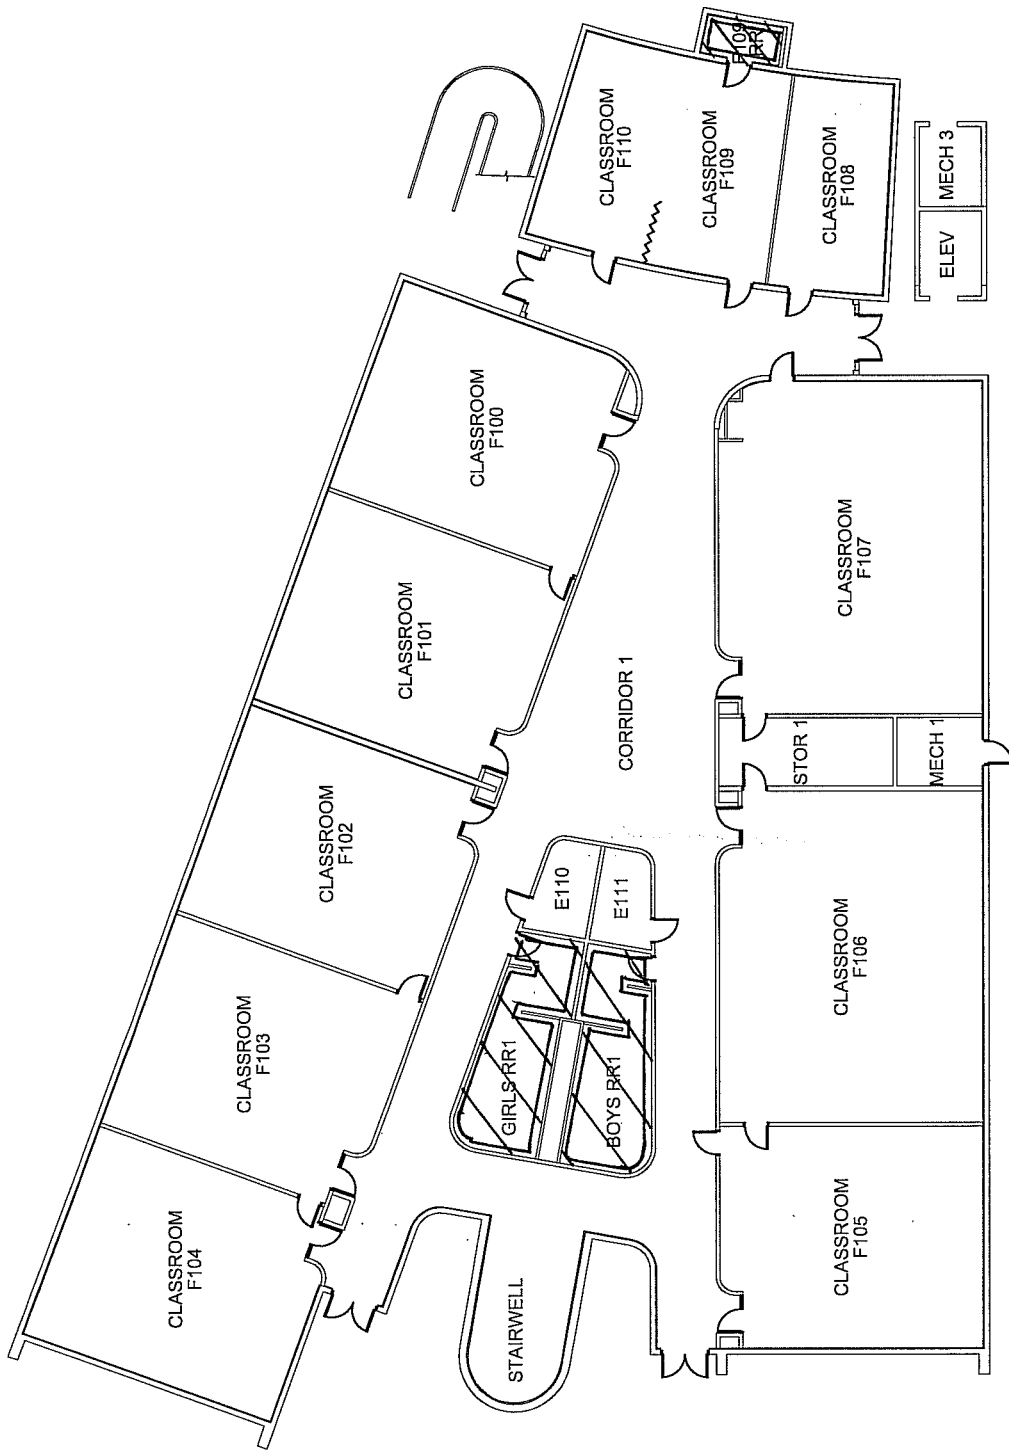 F109
RR
CLASSROOM
F110
CLASSROOM
F109
CLASSROOM
F108
MECH 3
ELEV
CLASSROOM
F100
CLASSROOM
F101
CLASSROOM
F102
CLASSROOM
F103
CLASSROOM
F104
CORRIDOR 1
CLASSROOM
F107
STOR 1
MECH 1
E110
E111
GIRLS RR1
BOYS RR1
CLASSROOM
F106
CLASSROOM
F105
STAIRWELL